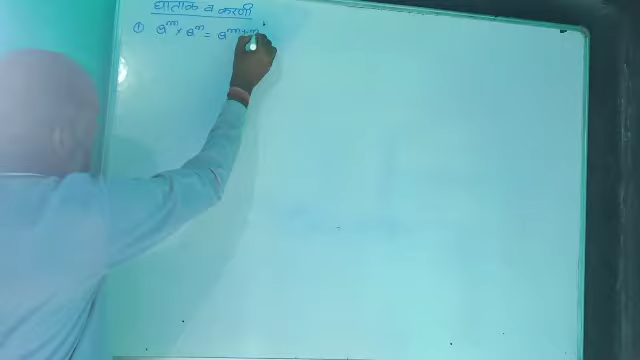 घातांक व करणी
① a^m × a^n = a^m+n